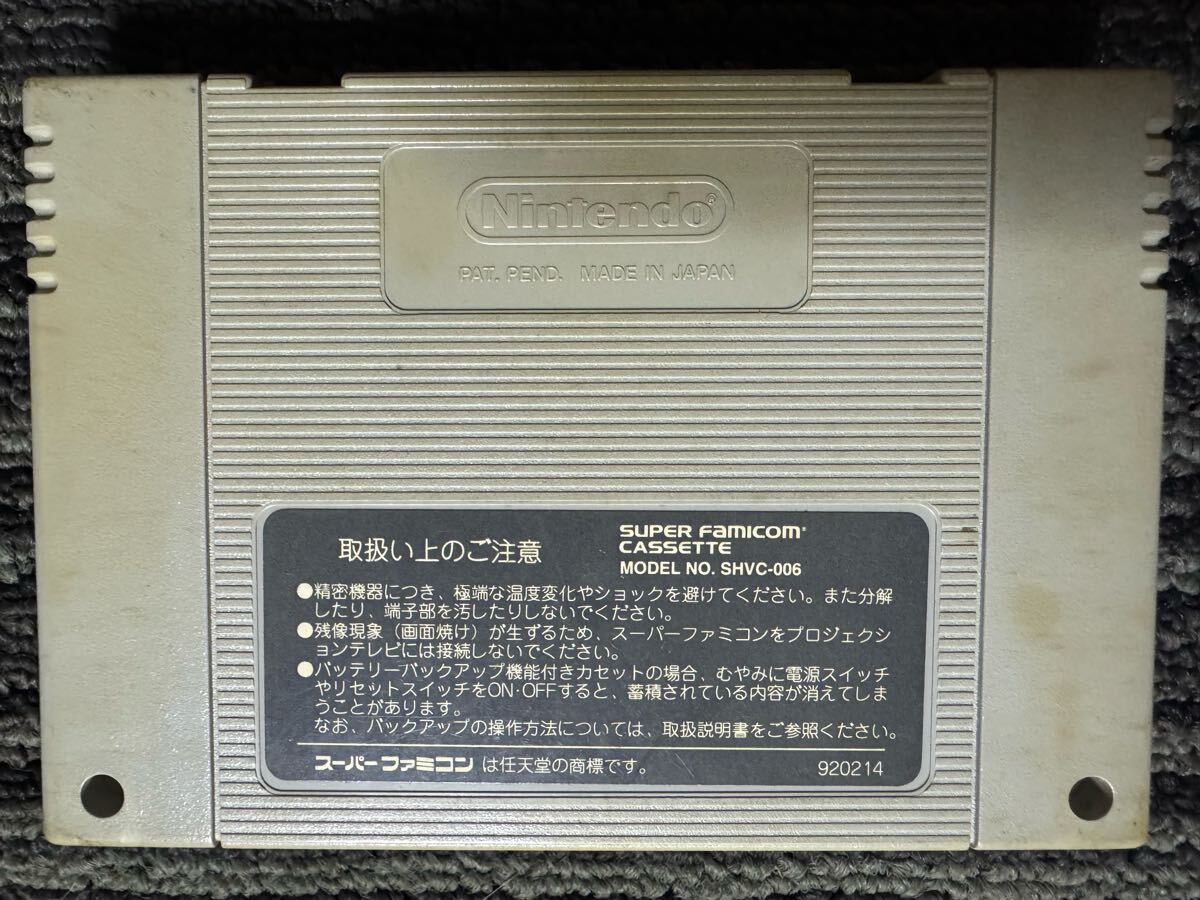 Nintendo®
PAT. PEND. MADE IN JAPAN
取扱い上のご注意
SUPER FAMICOM®
CASSETTE
MODEL NO. SHVC-006
●精密機器につき、極端な温度変化やショックを避けてください。また分解
したり、端子部を汚したりしないでください。
●残像現象（画面焼け）が生ずるため、スーパーファミコンをプロジェクシ
ョンテレビには接続しないでください。
●バッテリーバックアップ機能付きカセットの場合、むやみに電源スイッチ
やリセットスイッチをON·OFFすると、蓄積されている内容が消えてしま
うことがあります。
なお、バックアップの操作方法については、取扱説明書をご参照ください。
スーパーファミコン は任天堂の商標です。
920214